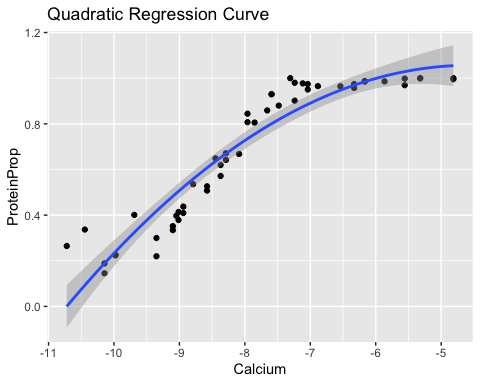 Quadratic Regression Curve
1.2
0.8
0.4
0.0
ProteinProp
-11 -10 -9 -8 -7 -6 -5
Calcium